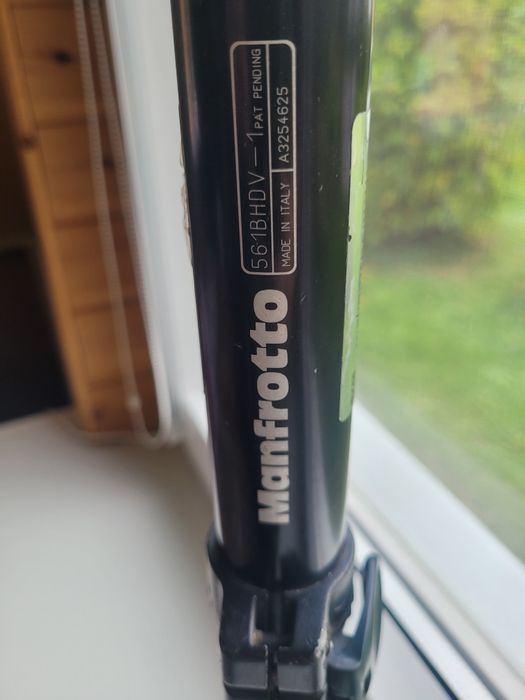 Manfrotto
561BHDV-1 PAT PENDING
MADE IN ITALY A3254625